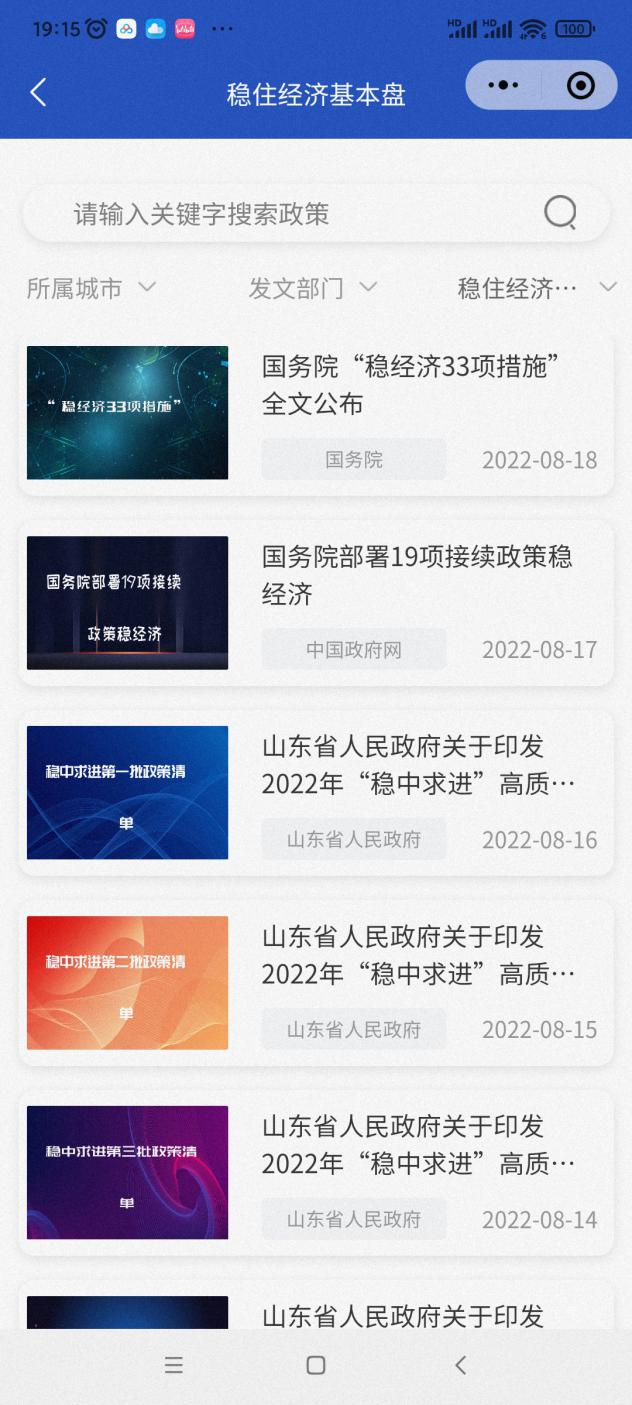 19:15
HD HD 6 100
稳住经济基本盘
请输入关键字搜索政策
所属城市 发文部门 稳住经济…
“稳经济33项措施”
国务院“稳经济33项措施”
全文公布
国务院 2022-08-18
国务院部署19项接续
政策稳经济
国务院部署19项接续政策稳
经济
中国政府网 2022-08-17
稳中求进第一批政策清
单
山东省人民政府关于印发
2022年“稳中求进”高质…
山东省人民政府 2022-08-16
稳中求进第二批政策清
单
山东省人民政府关于印发
2022年“稳中求进”高质…
山东省人民政府 2022-08-15
稳中求进第三批政策清
单
山东省人民政府关于印发
2022年“稳中求进”高质…
山东省人民政府 2022-08-14
山东省人民政府关于印发